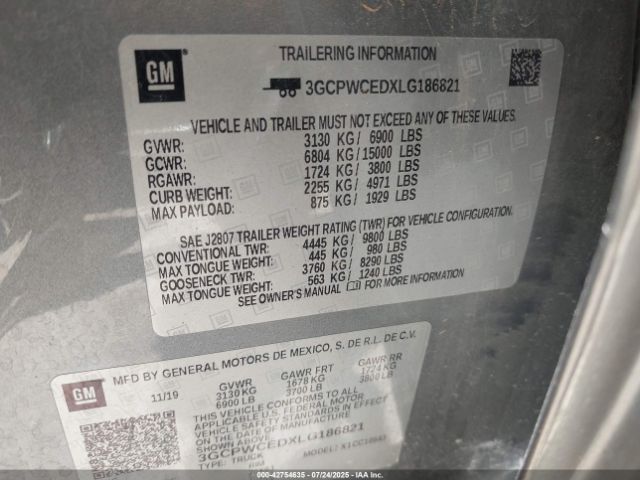 GM
TRAILERING INFORMATION
3GCPWCEDXLG186821
VEHICLE AND TRAILER MUST NOT EXCEED ANY OF THESE VALUES.
GVWR: 3130 KG / 6900 LBS
GCWR: 6804 KG / 15000 LBS
RGAWR: 1724 KG / 3800 LBS
CURB WEIGHT: 2255 KG / 4971 LBS
MAX PAYLOAD: 875 KG / 1929 LBS
SAE J2807 TRAILER WEIGHT RATING (TWR) FOR VEHICLE CONFIGURATION.
CONVENTIONAL TWR: 4445 KG / 9800 LBS
MAX TONGUE WEIGHT: 445 KG / 980 LBS
GOOSENECK TWR: 3760 KG / 8290 LBS
MAX TONGUE WEIGHT: 563 KG / 1240 LBS
SEE OWNER'S MANUAL FOR MORE INFORMATION
GM
MFD BY GENERAL MOTORS DE MEXICO, S. DE R.L. DE C.V.
11/19 GVWR GAWR FRT GAWR RR
3130 KG 1678 KG 1724 KG
6900 LB 3700 LB 3800 LB
THIS VEHICLE CONFORMS TO ALL
APPLICABLE U.S. FEDERAL MOTOR
VEHICLE SAFETY STANDARDS IN EFFECT
ON THE DATE OF MANUFACTURE
SHOWN ABOVE.
3GCPWCEDXLG186821
TYPE: TRUCK MODEL:
© IAA - 42754635 - 07/24/2025 - IAAI.com